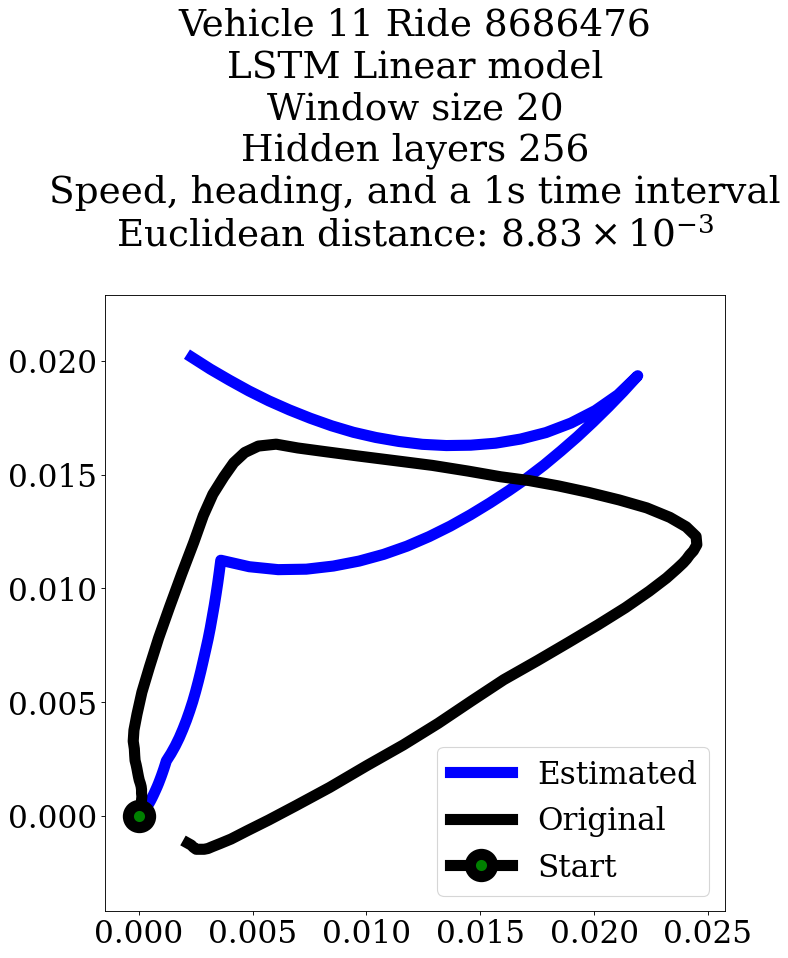 Vehicle 11 Ride 8686476
LSTM Linear model
Window size 20
Hidden layers 256
Speed, heading, and a 1s time interval
Euclidean distance: 8.83 × 10⁻³
0.020
0.015
0.010
0.005
0.000
Estimated
Original
Start
0.000 0.005 0.010 0.015 0.020 0.025